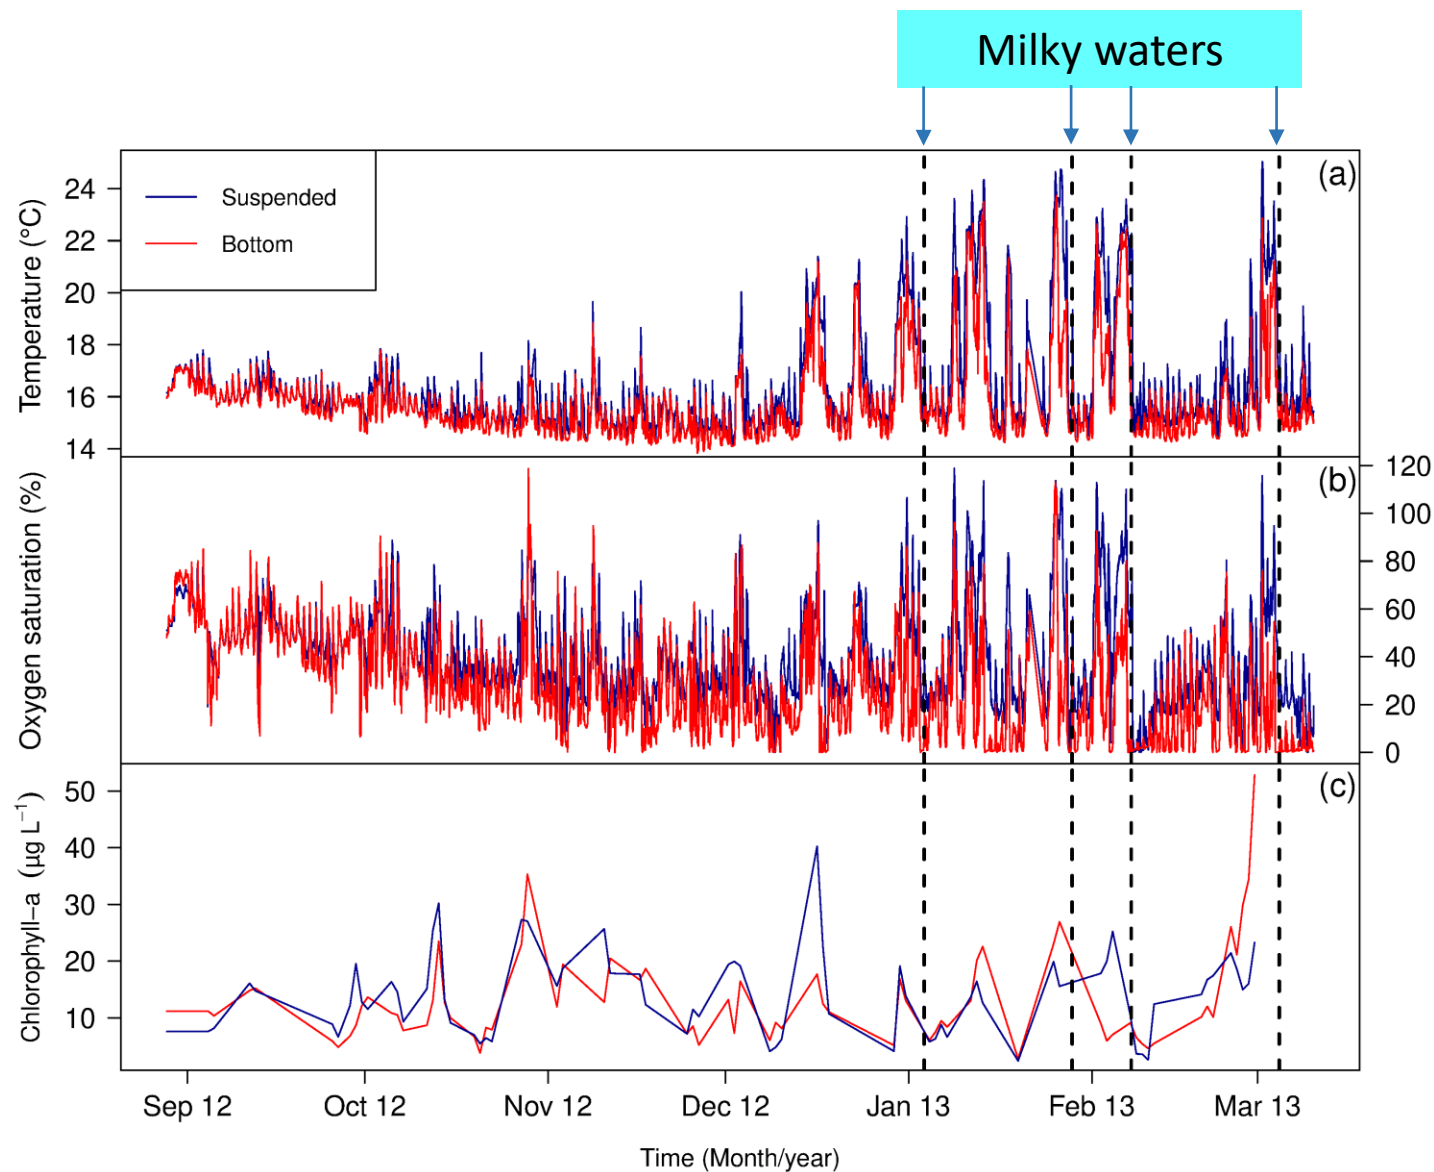 Milky waters
(a)
Suspended
Bottom
Temperature (°C)
24
22
20
18
16
14
(b)
Oxygen saturation (%)
120
100
80
60
40
20
0
(c)
Chlorophyll−a (µg L−1)
50
40
30
20
10
Sep 12 Oct 12 Nov 12 Dec 12 Jan 13 Feb 13 Mar 13
Time (Month/year)